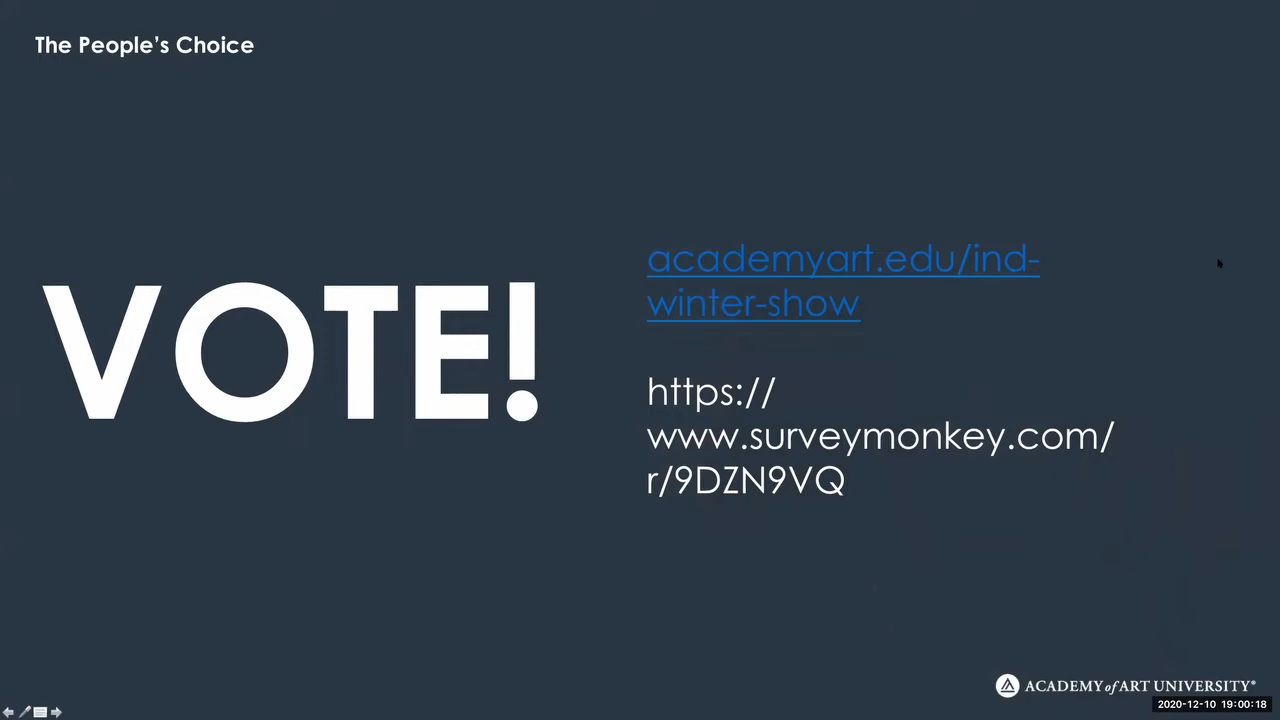 The People’s Choice
VOTE!
academyart.edu/ind-
winter-show
https://
www.surveymonkey.com/
r/9DZN9VQ
ACADEMY of ART UNIVERSITY®
2020-12-10 19:00:18